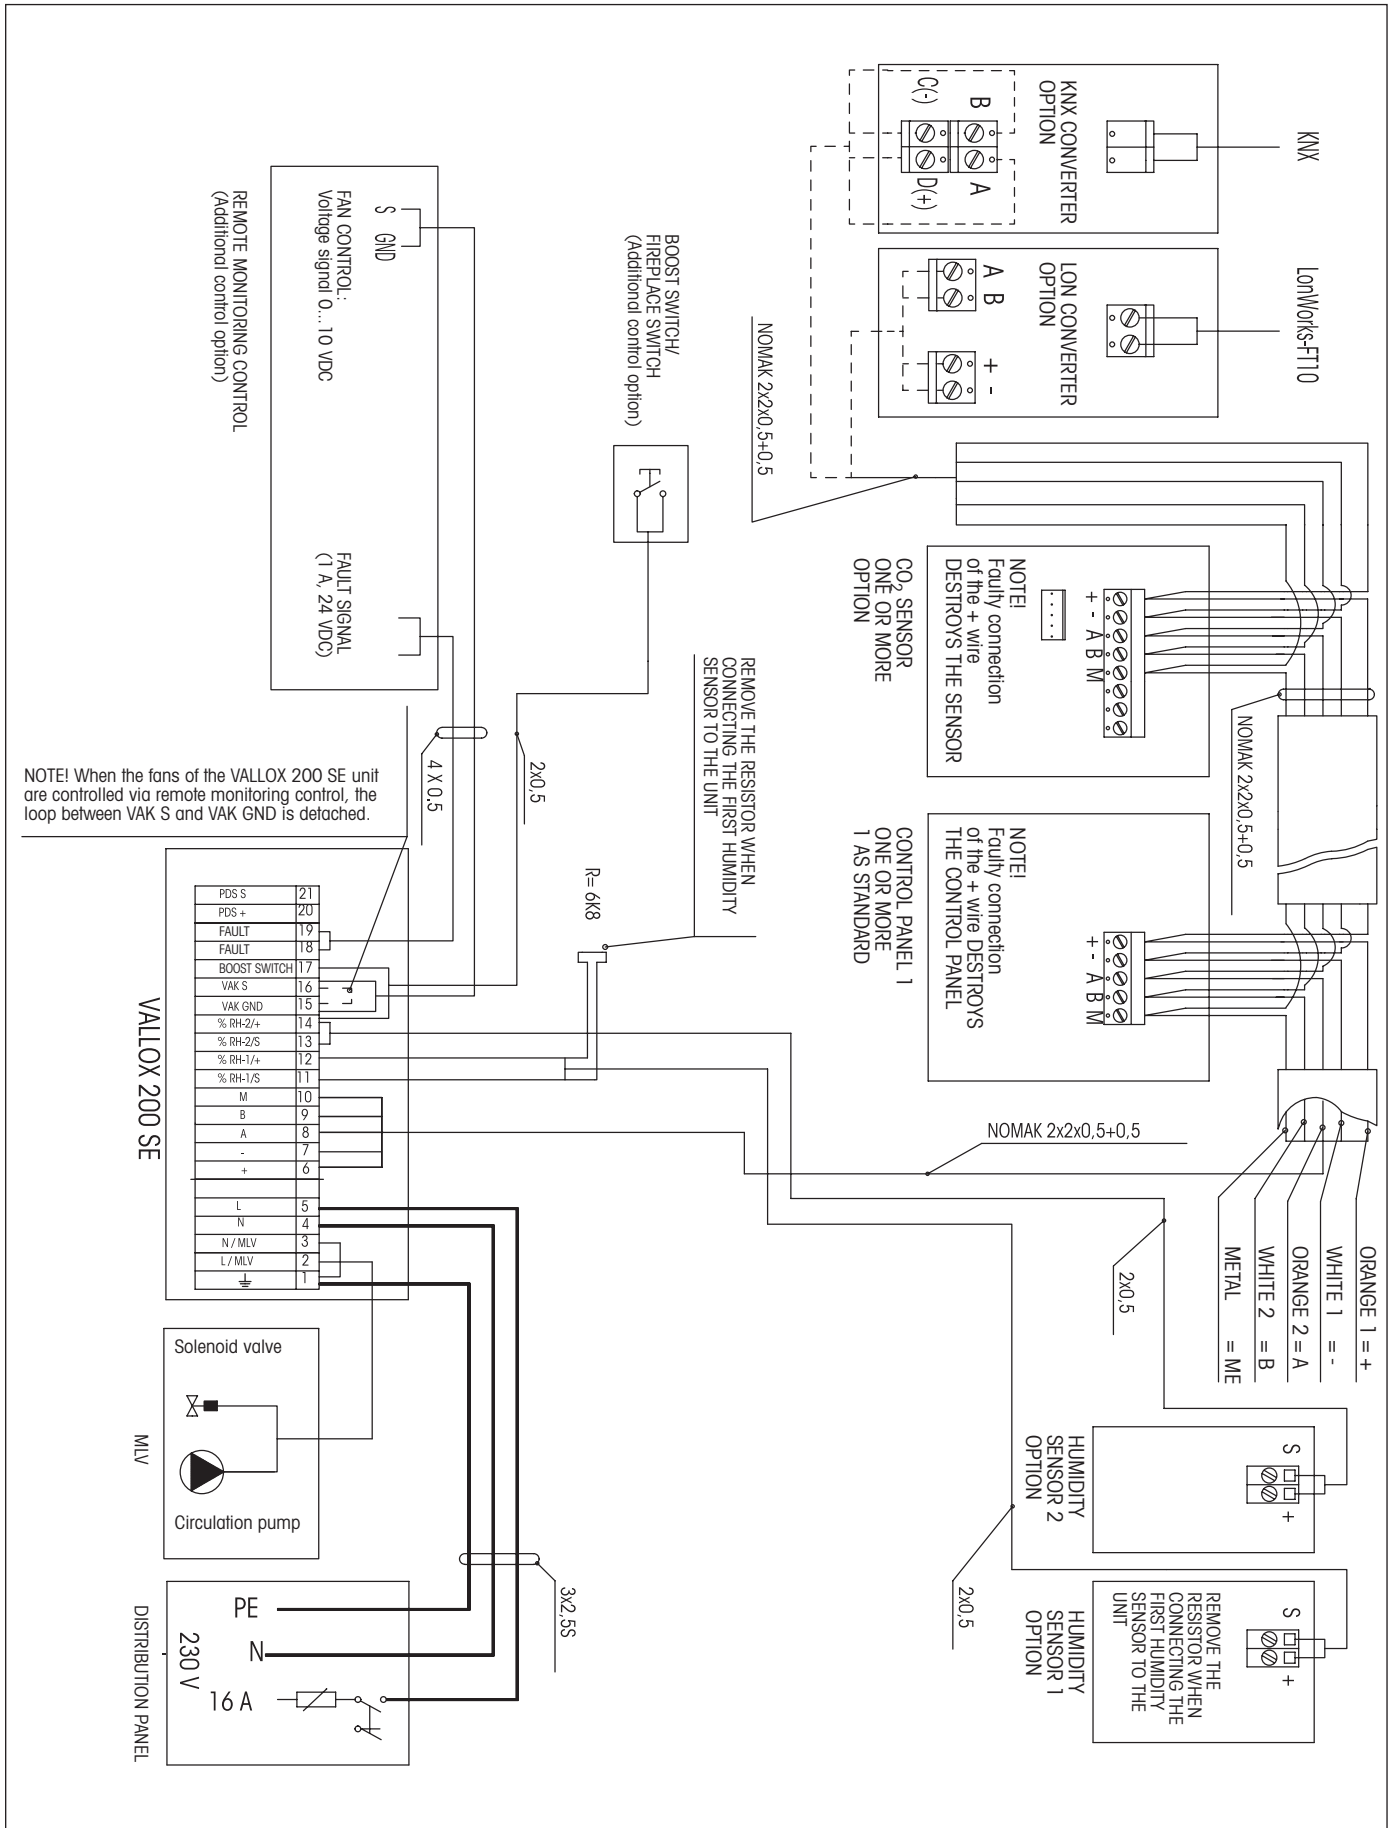 KNX
KNX CONVERTER
OPTION
C(-)
B
A
D(+)
LonWorks-FT10
LON CONVERTER
OPTION
A
B
+
-
NOMAK 2x2x0,5+0,5
REMOTE MONITORING CONTROL
(Additional control option)
FAN CONTROL:
Voltage signal 0... 10 VDC
S GND
FAULT SIGNAL
(1 A, 24 VDC)
BOOST SWITCH/
FIREPLACE SWITCH
(Additional control option)
NOTE!
Faulty connection
of the + wire
DESTROYS THE SENSOR
+ - A B M
CO₂ SENSOR
ONE OR MORE
OPTION
NOMAK 2x2x0,5+0,5
REMOVE THE RESISTOR WHEN
CONNECTING THE FIRST HUMIDITY
SENSOR TO THE UNIT
4 X 0.5
2x0,5
NOTE! When the fans of the VALLOX 200 SE unit
are controlled via remote monitoring control, the
loop between VAK S and VAK GND is detached.
NOTE!
Faulty connection
of the + wire DESTROYS
THE CONTROL PANEL
+ - A B M
CONTROL PANEL 1
ONE OR MORE
1 AS STANDARD
R= 6K8
PDS S 21
PDS + 20
FAULT 19
FAULT 18
BOOST SWITCH 17
VAK S 16
VAK GND 15
% RH-2/+ 14
% RH-2/S 13
% RH-1/+ 12
% RH-1/S 11
M 10
B 9
A 8
- 7
+ 6
L 5
N 4
N / MLV 3
L / MLV 2
1
VALLOX 200 SE
NOMAK 2x2x0,5+0,5
ORANGE 1 = +
WHITE 1 = -
ORANGE 2 = A
WHITE 2 = B
METAL = ME
2x0,5
Solenoid valve
MLV
Circulation pump
S
+
HUMIDITY
SENSOR 2
OPTION
2x0,5
3x2,5S
S
+
REMOVE THE
RESISTOR WHEN
CONNECTING THE
FIRST HUMIDITY
SENSOR TO THE
UNIT
HUMIDITY
SENSOR 1
OPTION
PE
N
230 V
16 A
DISTRIBUTION PANEL